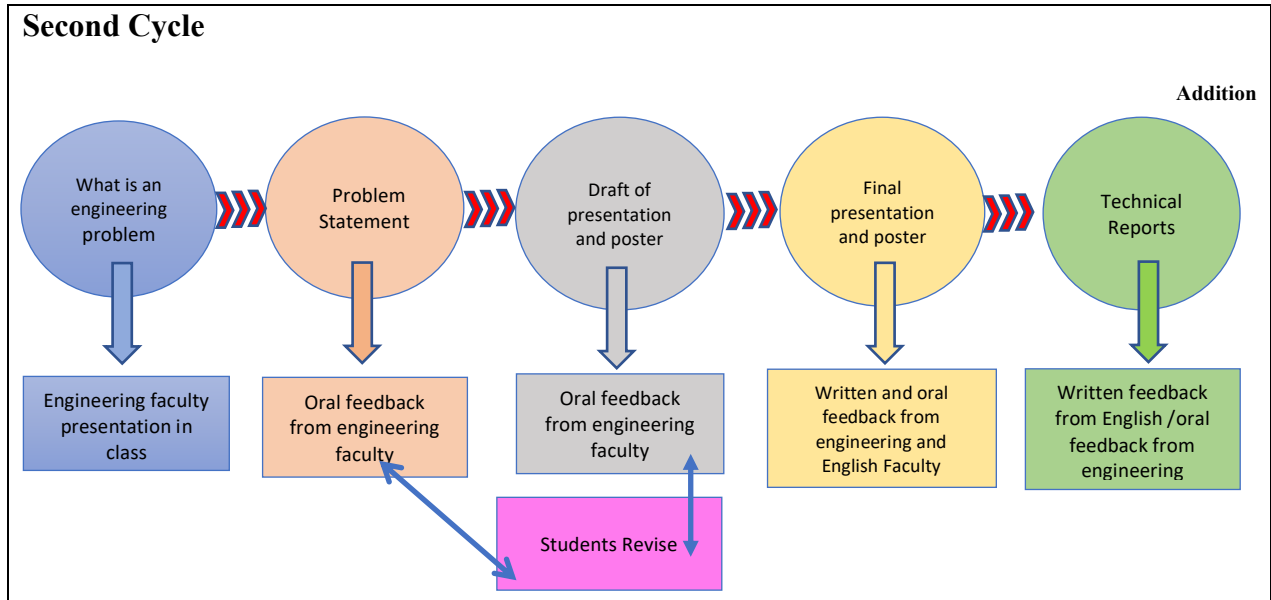 Second Cycle
Addition
What is an
engineering
problem
Problem
Statement
Draft of
presentation
and poster
Final
presentation
and poster
Technical
Reports
Engineering faculty
presentation in
class
Oral feedback
from engineering
faculty
Oral feedback
from engineering
faculty
Written and oral
feedback from
engineering and
English Faculty
Written feedback
from English /oral
feedback from
engineering
Students Revise